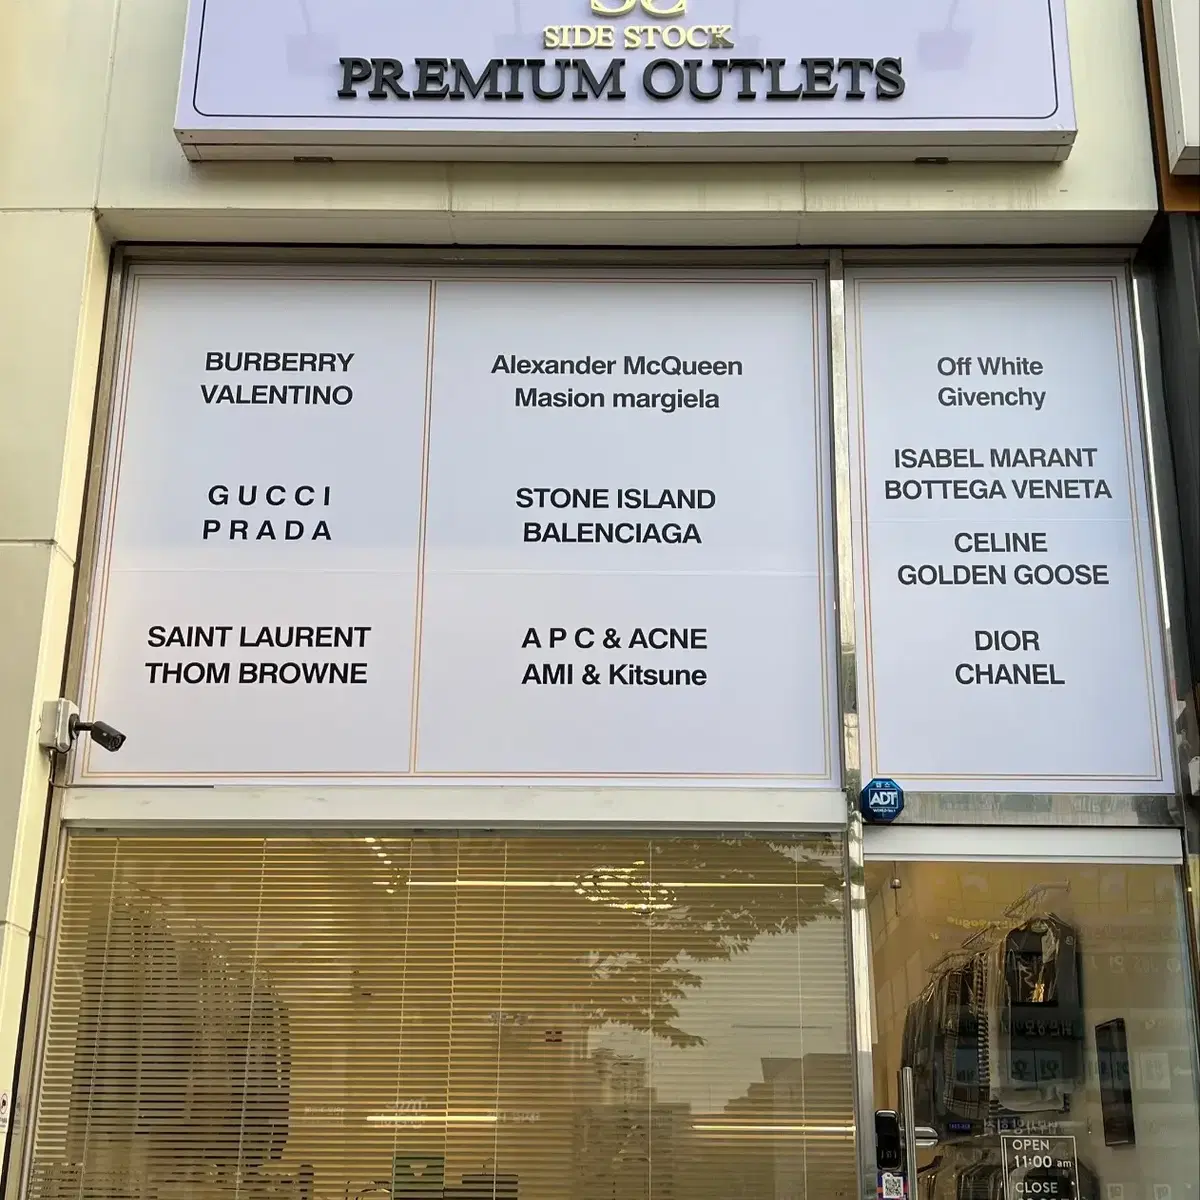 SIDE STOCK
PREMIUM OUTLETS
BURBERRY
VALENTINO
GUCCI
PRADA
SAINT LAURENT
THOM BROWNE
Alexander McQueen
Masion margiela
STONE ISLAND
BALENCIAGA
A P C & ACNE
AMI & Kitsune
Off White
Givenchy
ISABEL MARANT
BOTTEGA VENETA
CELINE
GOLDEN GOOSE
DIOR
CHANEL
ADT
OPEN
11:00 am
CLOSE